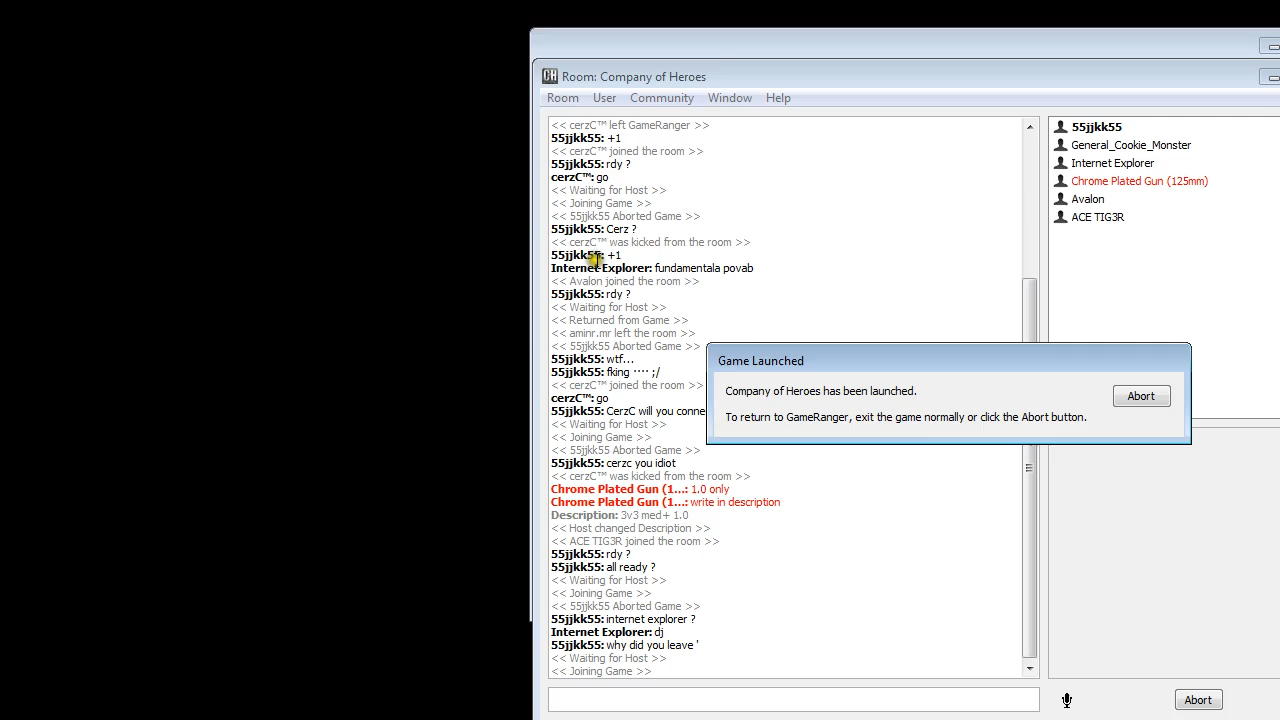 Room: Company of Heroes
Room User Community Window Help
<< cerzC™ left GameRanger >>
55jjkk55: +1
<< cerzC™ joined the room >>
55jjkk55: rdy ?
cerzC™: go
<< Waiting for Host >>
<< Joining Game >>
<< 55jjkk55 Aborted Game >>
55jjkk55: Cerz ?
<< cerzC™ was kicked from the room >>
55jjkk55: +1
Internet Explorer: fundamentala povab
<< Avalon joined the room >>
55jjkk55: rdy ?
<< Waiting for Host >>
<< Returned from Game >>
<< aminr.mr left the room >>
<< 55jjkk55 Aborted Game >>
55jjkk55: wtf...
55jjkk55: fking ···· ;/
<< cerzC™ joined the room >>
cerzC™: go
55jjkk55: CerzC will you conne
<< Waiting for Host >>
<< Joining Game >>
<< 55jjkk55 Aborted Game >>
55jjkk55: cerzc you idiot
<< cerzC™ was kicked from the room >>
Chrome Plated Gun (1...: 1.0 only
Chrome Plated Gun (1...: write in description
Description: 3v3 med+ 1.0
<< Host changed Description >>
<< ACE TIG3R joined the room >>
55jjkk55: rdy ?
55jjkk55: all ready ?
<< Waiting for Host >>
<< Joining Game >>
<< 55jjkk55 Aborted Game >>
55jjkk55: internet explorer ?
Internet Explorer: dj
55jjkk55: why did you leave '
<< Waiting for Host >>
<< Joining Game >>
55jjkk55
General_Cookie_Monster
Internet Explorer
Chrome Plated Gun (125mm)
Avalon
ACE TIG3R
Game Launched
Company of Heroes has been launched.
To return to GameRanger, exit the game normally or click the Abort button.
Abort
Abort